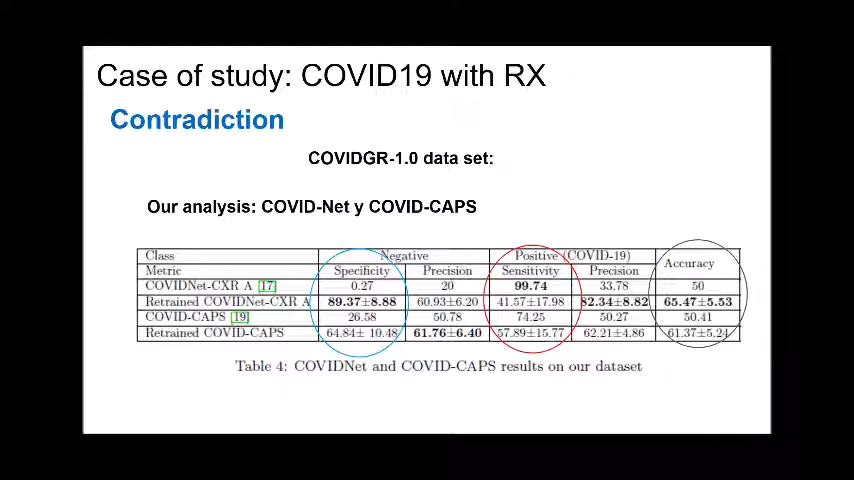 Case of study: COVID19 with RX
Contradiction
COVIDGR-1.0 data set:
Our analysis: COVID-Net y COVID-CAPS
Class Negative Positive (COVID-19) Accuracy
Metric Specificity Precision Sensitivity Precision
COVIDNet-CXR A [17] 0.27 20 99.74 33.78 50
Retrained COVIDNet-CXR A 89.37±8.88 60.93±6.20 41.57±17.98 82.34±8.82 65.47±5.53
COVID-CAPS [19] 26.58 50.78 74.25 50.27 50.41
Retrained COVID-CAPS 64.84± 10.48 61.76±6.40 57.89±15.77 62.21±4.86 61.37±5.24
Table 4: COVIDNet and COVID-CAPS results on our dataset